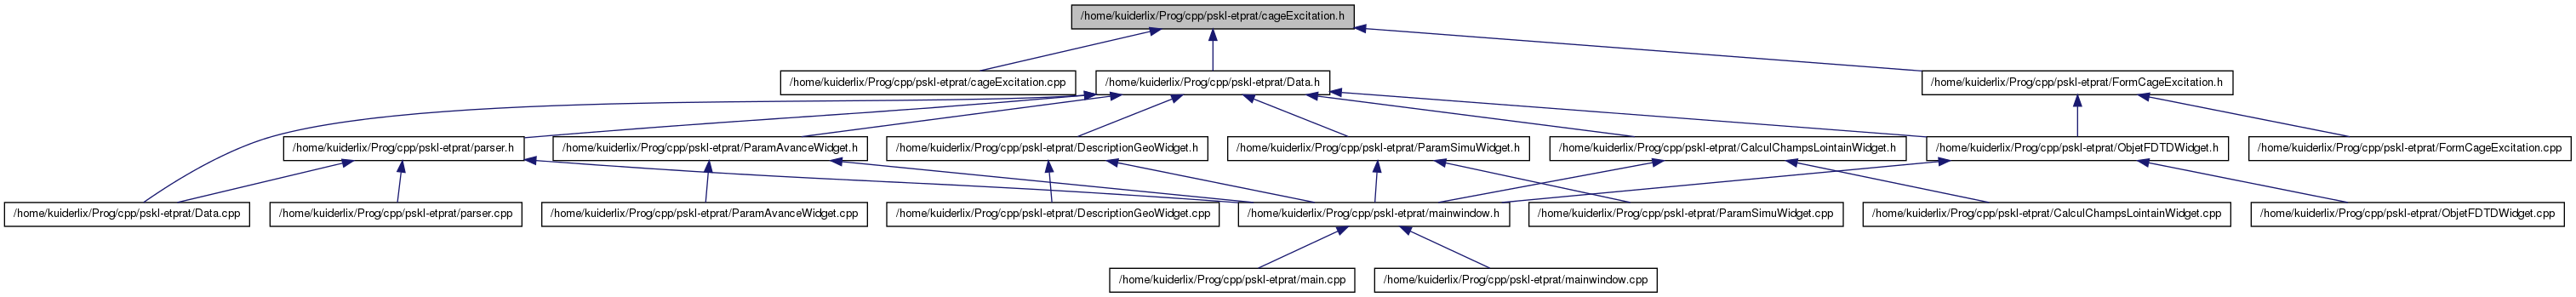 /home/kuiderlix/Prog/cpp/pskl-etprat/cageExcitation.h
/home/kuiderlix/Prog/cpp/pskl-etprat/cageExcitation.cpp
/home/kuiderlix/Prog/cpp/pskl-etprat/Data.h
/home/kuiderlix/Prog/cpp/pskl-etprat/FormCageExcitation.h
/home/kuiderlix/Prog/cpp/pskl-etprat/parser.h
/home/kuiderlix/Prog/cpp/pskl-etprat/ParamAvanceWidget.h
/home/kuiderlix/Prog/cpp/pskl-etprat/DescriptionGeoWidget.h
/home/kuiderlix/Prog/cpp/pskl-etprat/ParamSimuWidget.h
/home/kuiderlix/Prog/cpp/pskl-etprat/CalculChampsLointainWidget.h
/home/kuiderlix/Prog/cpp/pskl-etprat/ObjetFDTDWidget.h
/home/kuiderlix/Prog/cpp/pskl-etprat/FormCageExcitation.cpp
/home/kuiderlix/Prog/cpp/pskl-etprat/Data.cpp
/home/kuiderlix/Prog/cpp/pskl-etprat/parser.cpp
/home/kuiderlix/Prog/cpp/pskl-etprat/ParamAvanceWidget.cpp
/home/kuiderlix/Prog/cpp/pskl-etprat/DescriptionGeoWidget.cpp
/home/kuiderlix/Prog/cpp/pskl-etprat/mainwindow.h
/home/kuiderlix/Prog/cpp/pskl-etprat/ParamSimuWidget.cpp
/home/kuiderlix/Prog/cpp/pskl-etprat/CalculChampsLointainWidget.cpp
/home/kuiderlix/Prog/cpp/pskl-etprat/ObjetFDTDWidget.cpp
/home/kuiderlix/Prog/cpp/pskl-etprat/main.cpp
/home/kuiderlix/Prog/cpp/pskl-etprat/mainwindow.cpp